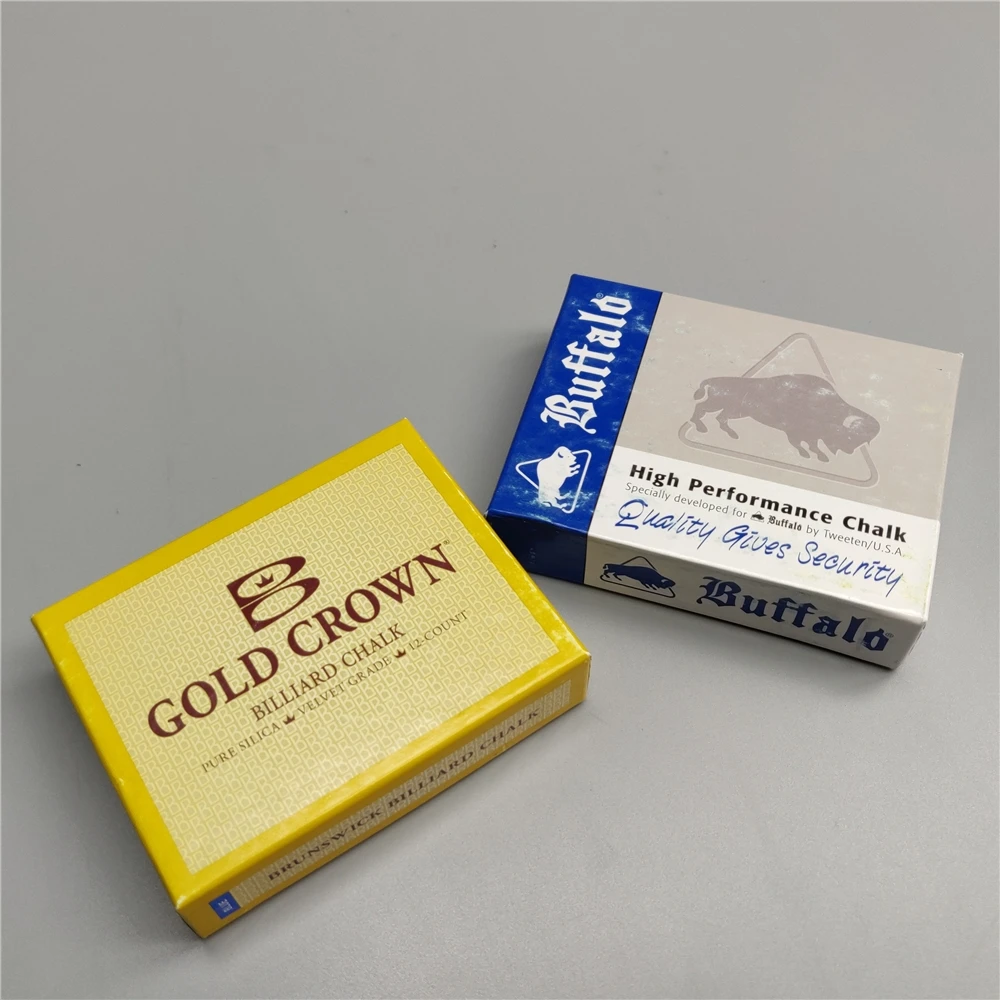 GOLD CROWN™
BILLIARD CHALK
PURE SILICA VELVET GRADE 12-COUNT
BRUNSWICK BILLIARD CHALK
Buffalo®
High Performance Chalk
Specially developed for Buffalo by Tweeten/U.S.A.
Quality Gives Security
Buffalo®